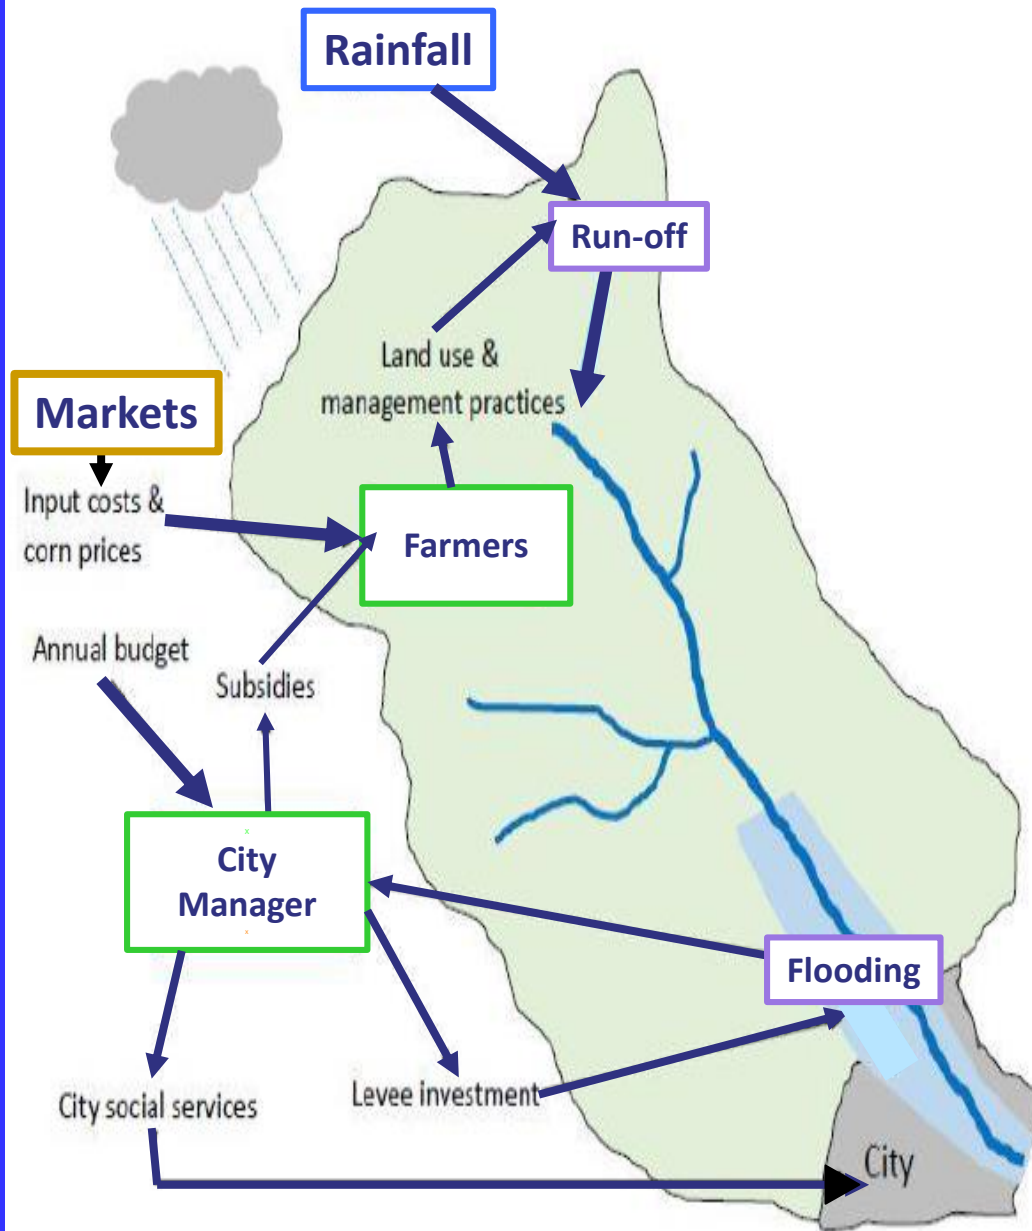 Rainfall
Run-off
Land use &
management practices
Markets
Input costs &
corn prices
Farmers
Annual budget
Subsidies
City
Manager
Flooding
Levee investment
City social services
City